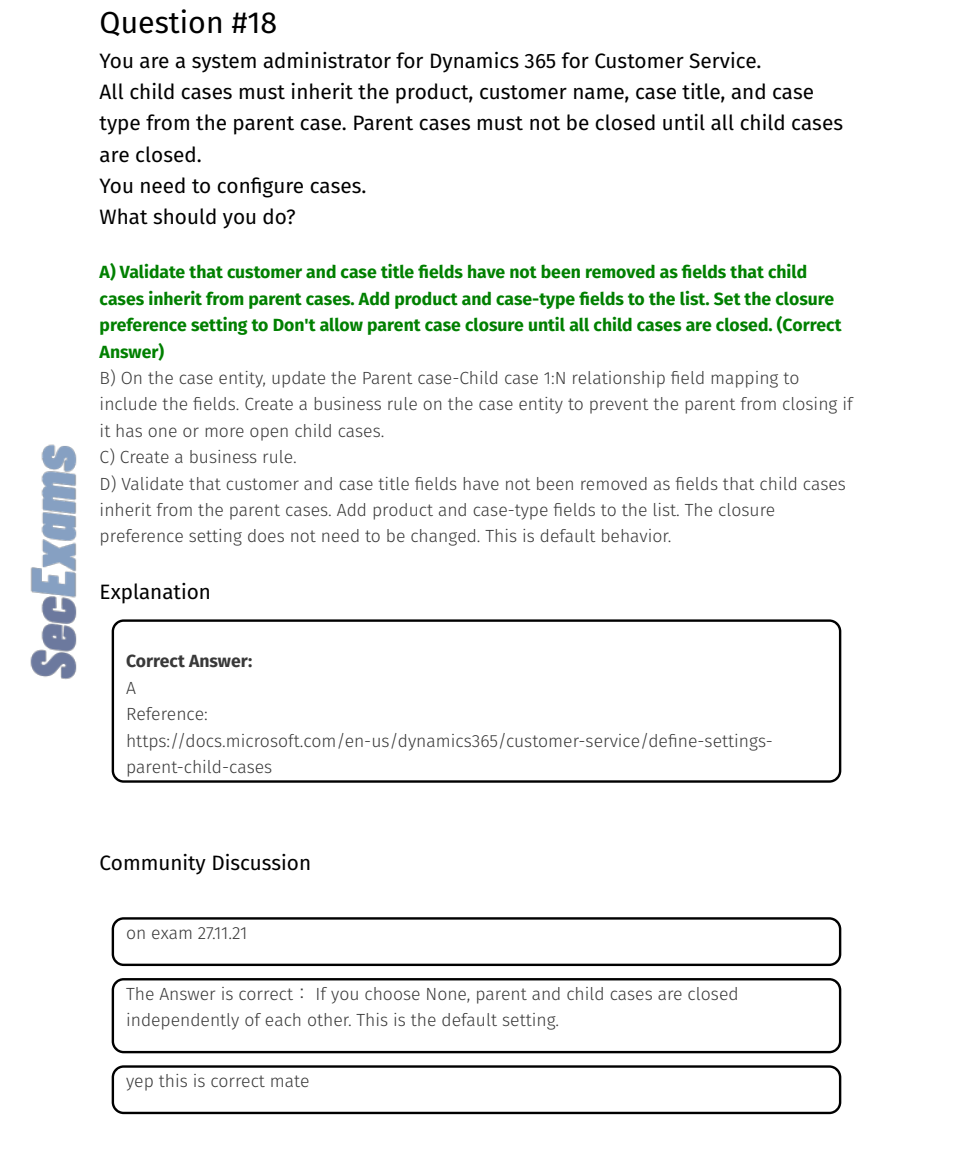 Question #18
You are a system administrator for Dynamics 365 for Customer Service.
All child cases must inherit the product, customer name, case title, and case
type from the parent case. Parent cases must not be closed until all child cases
are closed.
You need to configure cases.
What should you do?
A) Validate that customer and case title fields have not been removed as fields that child
cases inherit from parent cases. Add product and case-type fields to the list. Set the closure
preference setting to Don't allow parent case closure until all child cases are closed. (Correct
Answer)
B) On the case entity, update the Parent case-Child case 1:N relationship field mapping to
include the fields. Create a business rule on the case entity to prevent the parent from closing if
it has one or more open child cases.
C) Create a business rule.
D) Validate that customer and case title fields have not been removed as fields that child cases
inherit from the parent cases. Add product and case-type fields to the list. The closure
preference setting does not need to be changed. This is default behavior.
SecExams
Explanation
Correct Answer:
A
Reference:
https://docs.microsoft.com/en-us/dynamics365/customer-service/define-settings-
parent-child-cases
Community Discussion
on exam 27.11.21
The Answer is correct： If you choose None, parent and child cases are closed
independently of each other. This is the default setting.
yep this is correct mate